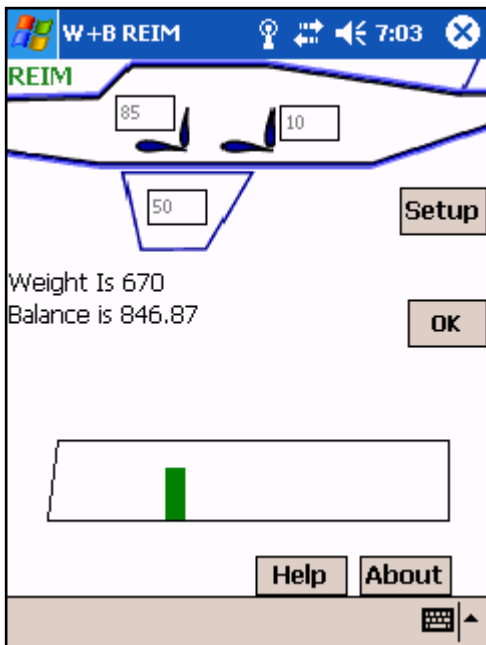 W+B REIM 7:03
REIM
85
10
50
Setup
Weight Is 670
Balance is 846.87
OK
Help About